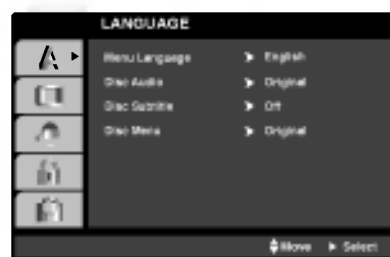 LANGUAGE
Menu Language English
Disc Audio Original
Disc Subtitle Off
Disc Menu Original
Move Select